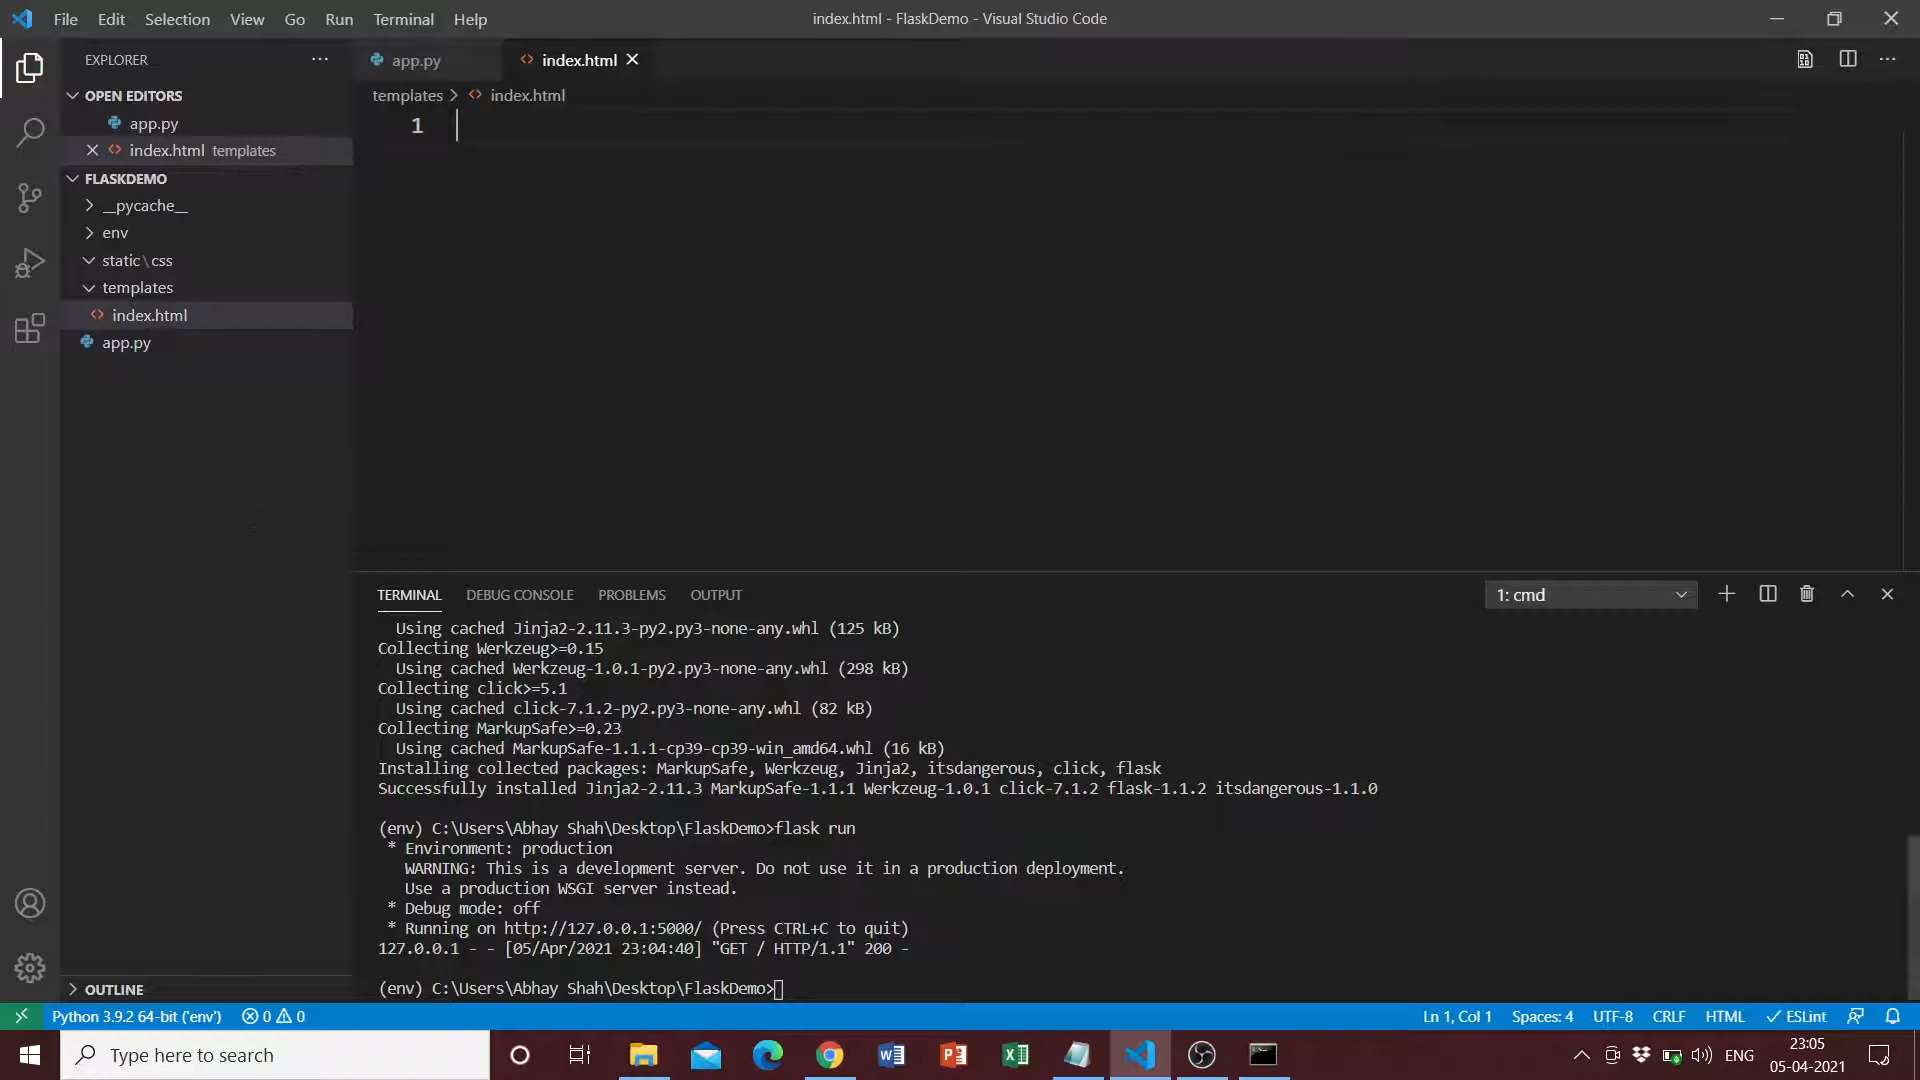 File Edit Selection View Go Run Terminal Help
index.html - FlaskDemo - Visual Studio Code
EXPLORER
OPEN EDITORS
app.py
index.html templates
FLASKDEMO
__pycache__
env
static\css
templates
index.html
app.py
OUTLINE
app.py index.html
templates > index.html
1
TERMINAL DEBUG CONSOLE PROBLEMS OUTPUT
1: cmd
Using cached Jinja2-2.11.3-py2.py3-none-any.whl (125 kB)
Collecting Werkzeug>=0.15
Using cached Werkzeug-1.0.1-py2.py3-none-any.whl (298 kB)
Collecting click>=5.1
Using cached click-7.1.2-py2.py3-none-any.whl (82 kB)
Collecting MarkupSafe>=0.23
Using cached MarkupSafe-1.1.1-cp39-cp39-win_amd64.whl (16 kB)
Installing collected packages: MarkupSafe, Werkzeug, Jinja2, itsdangerous, click, flask
Successfully installed Jinja2-2.11.3 MarkupSafe-1.1.1 Werkzeug-1.0.1 click-7.1.2 flask-1.1.2 itsdangerous-1.1.0
(env) C:\Users\Abhay Shah\Desktop\FlaskDemo>flask run
* Environment: production
WARNING: This is a development server. Do not use it in a production deployment.
Use a production WSGI server instead.
* Debug mode: off
* Running on http://127.0.0.1:5000/ (Press CTRL+C to quit)
127.0.0.1 - - [05/Apr/2021 23:04:40] "GET / HTTP/1.1" 200 -
(env) C:\Users\Abhay Shah\Desktop\FlaskDemo>
Python 3.9.2 64-bit ('env') 0 0
Ln 1, Col 1 Spaces: 4 UTF-8 CRLF HTML ESLint
Type here to search
ENG
23:05
05-04-2021